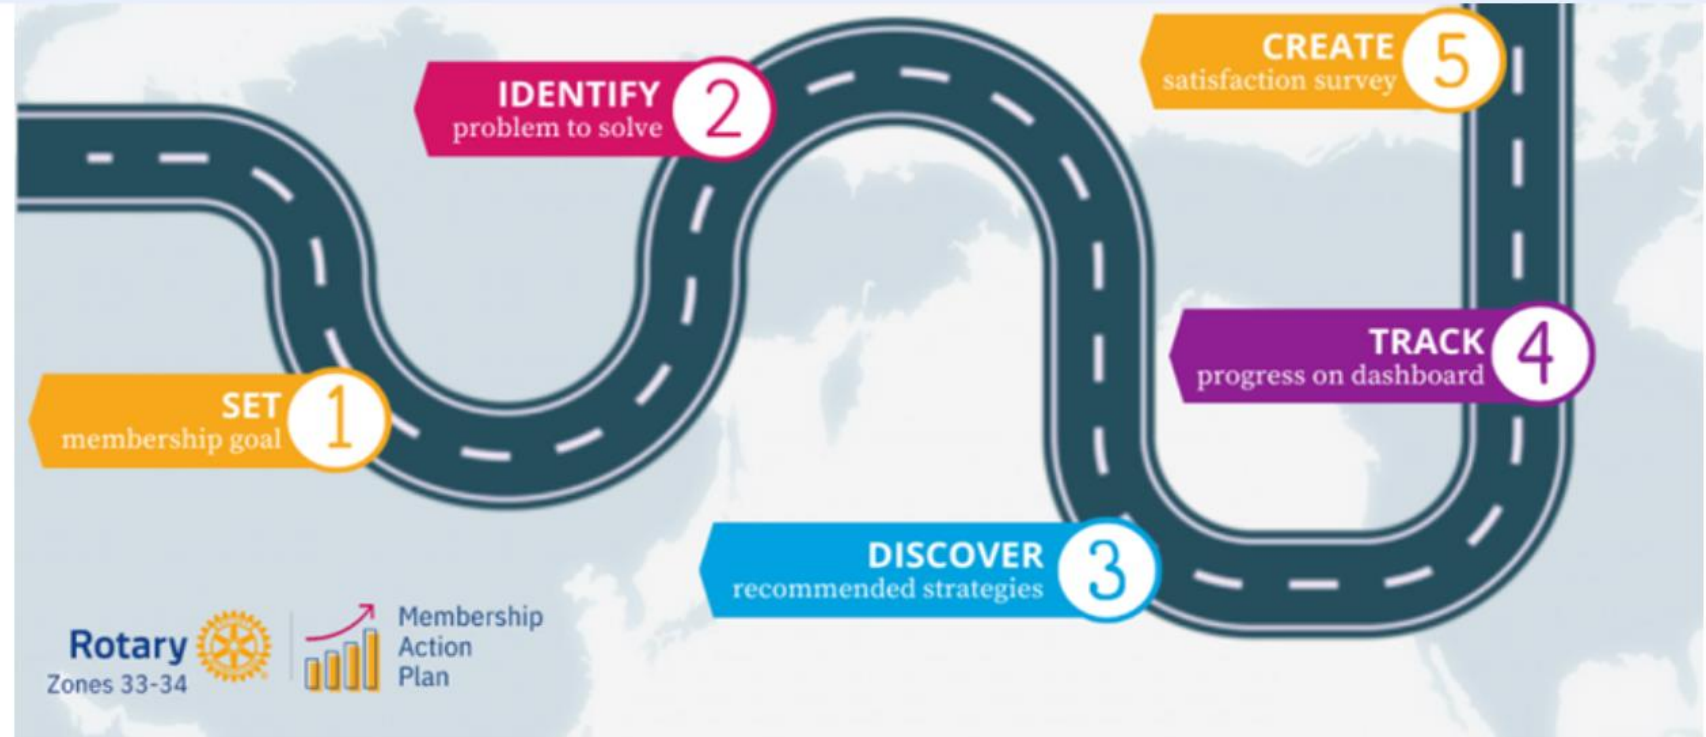 SET
membership goal
1
IDENTIFY
problem to solve
2
DISCOVER
recommended strategies
3
TRACK
progress on dashboard
4
CREATE
satisfaction survey
5
Rotary
Zones 33-34
Membership
Action
Plan